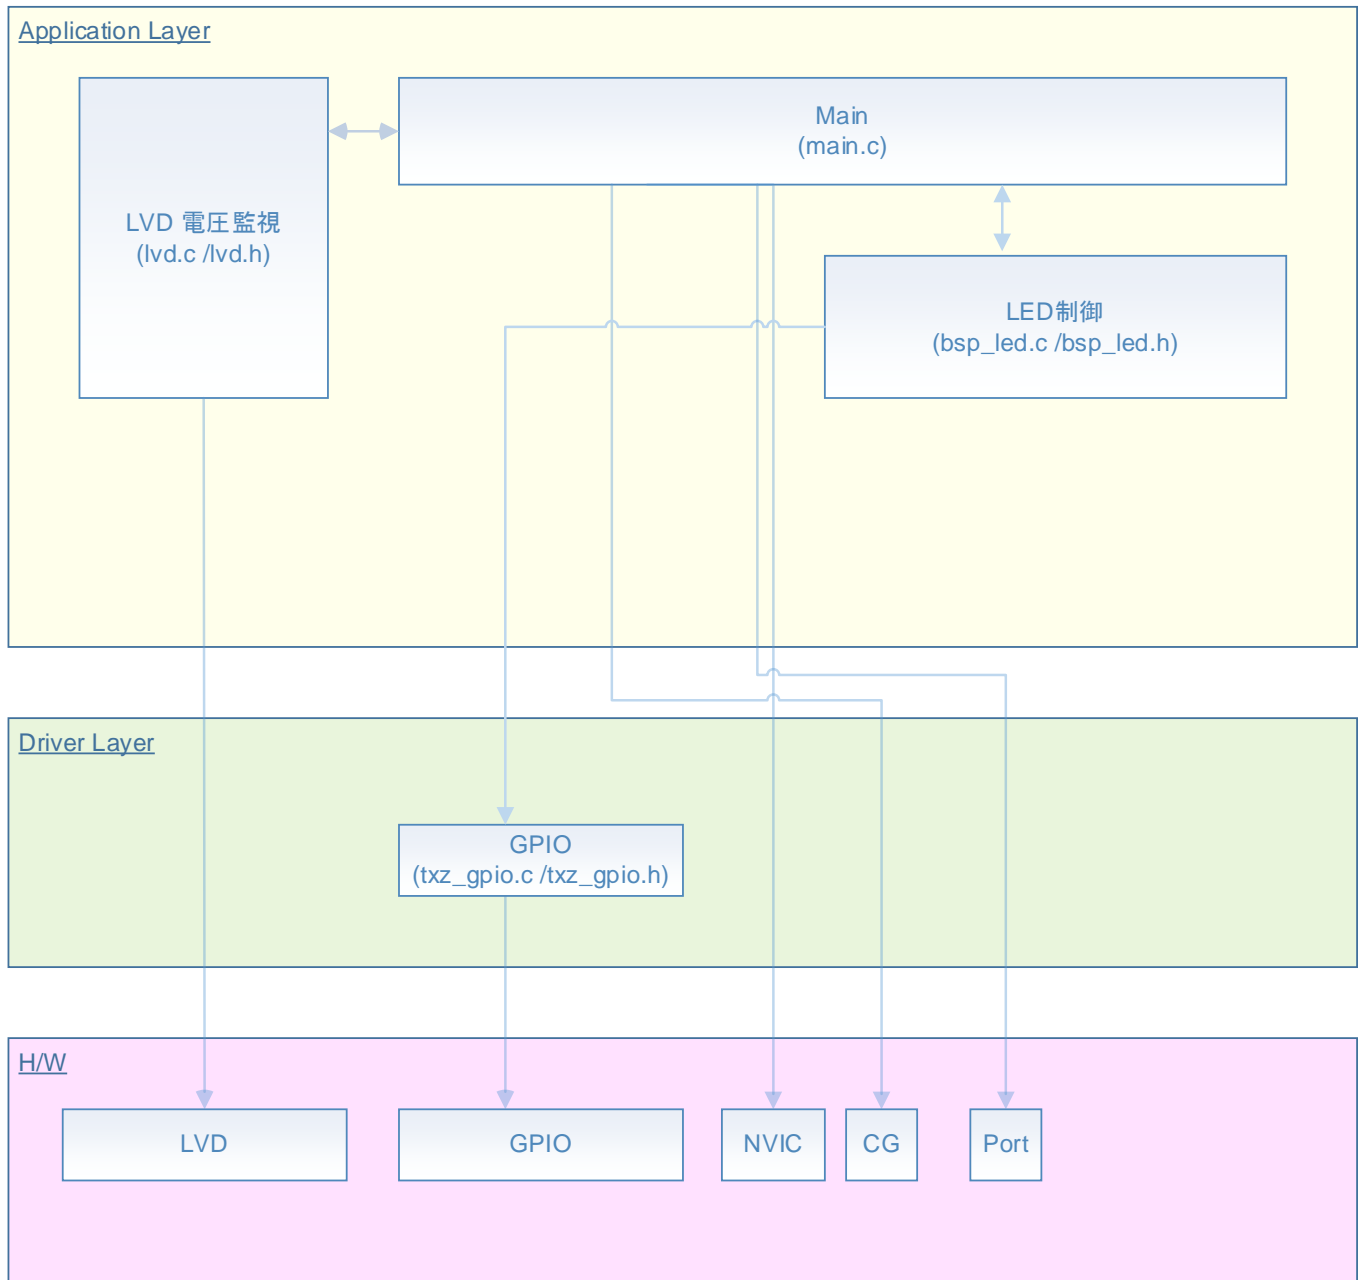 Application Layer
Main
(main.c)
LVD 電圧監視
(lvd.c /lvd.h)
LED制御
(bsp_led.c /bsp_led.h)
Driver Layer
GPIO
(txz_gpio.c /txz_gpio.h)
H/W
LVD
GPIO
NVIC
CG
Port